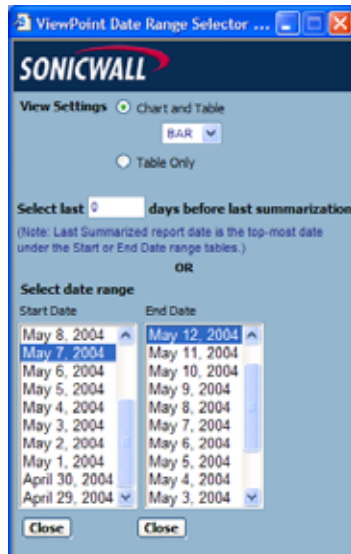 ViewPoint Date Range Selector ...
SONICWALL
View Settings Chart and Table
BAR
Table Only
Select last 0 days before last summarization
(Note: Last Summarized report date is the top-most date
under the Start or End Date range tables.)
OR
Select date range
Start Date End Date
May 8, 2004 May 12, 2004
May 7, 2004 May 11, 2004
May 6, 2004 May 10, 2004
May 5, 2004 May 9, 2004
May 4, 2004 May 8, 2004
May 3, 2004 May 7, 2004
May 2, 2004 May 6, 2004
May 1, 2004 May 5, 2004
April 30, 2004 May 4, 2004
April 29, 2004 May 3, 2004
Close Close